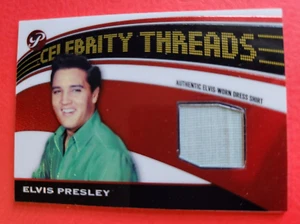 CELEBRITY THREADS
AUTHENTIC ELVIS-WORN DRESS SHIRT
ELVIS PRESLEY